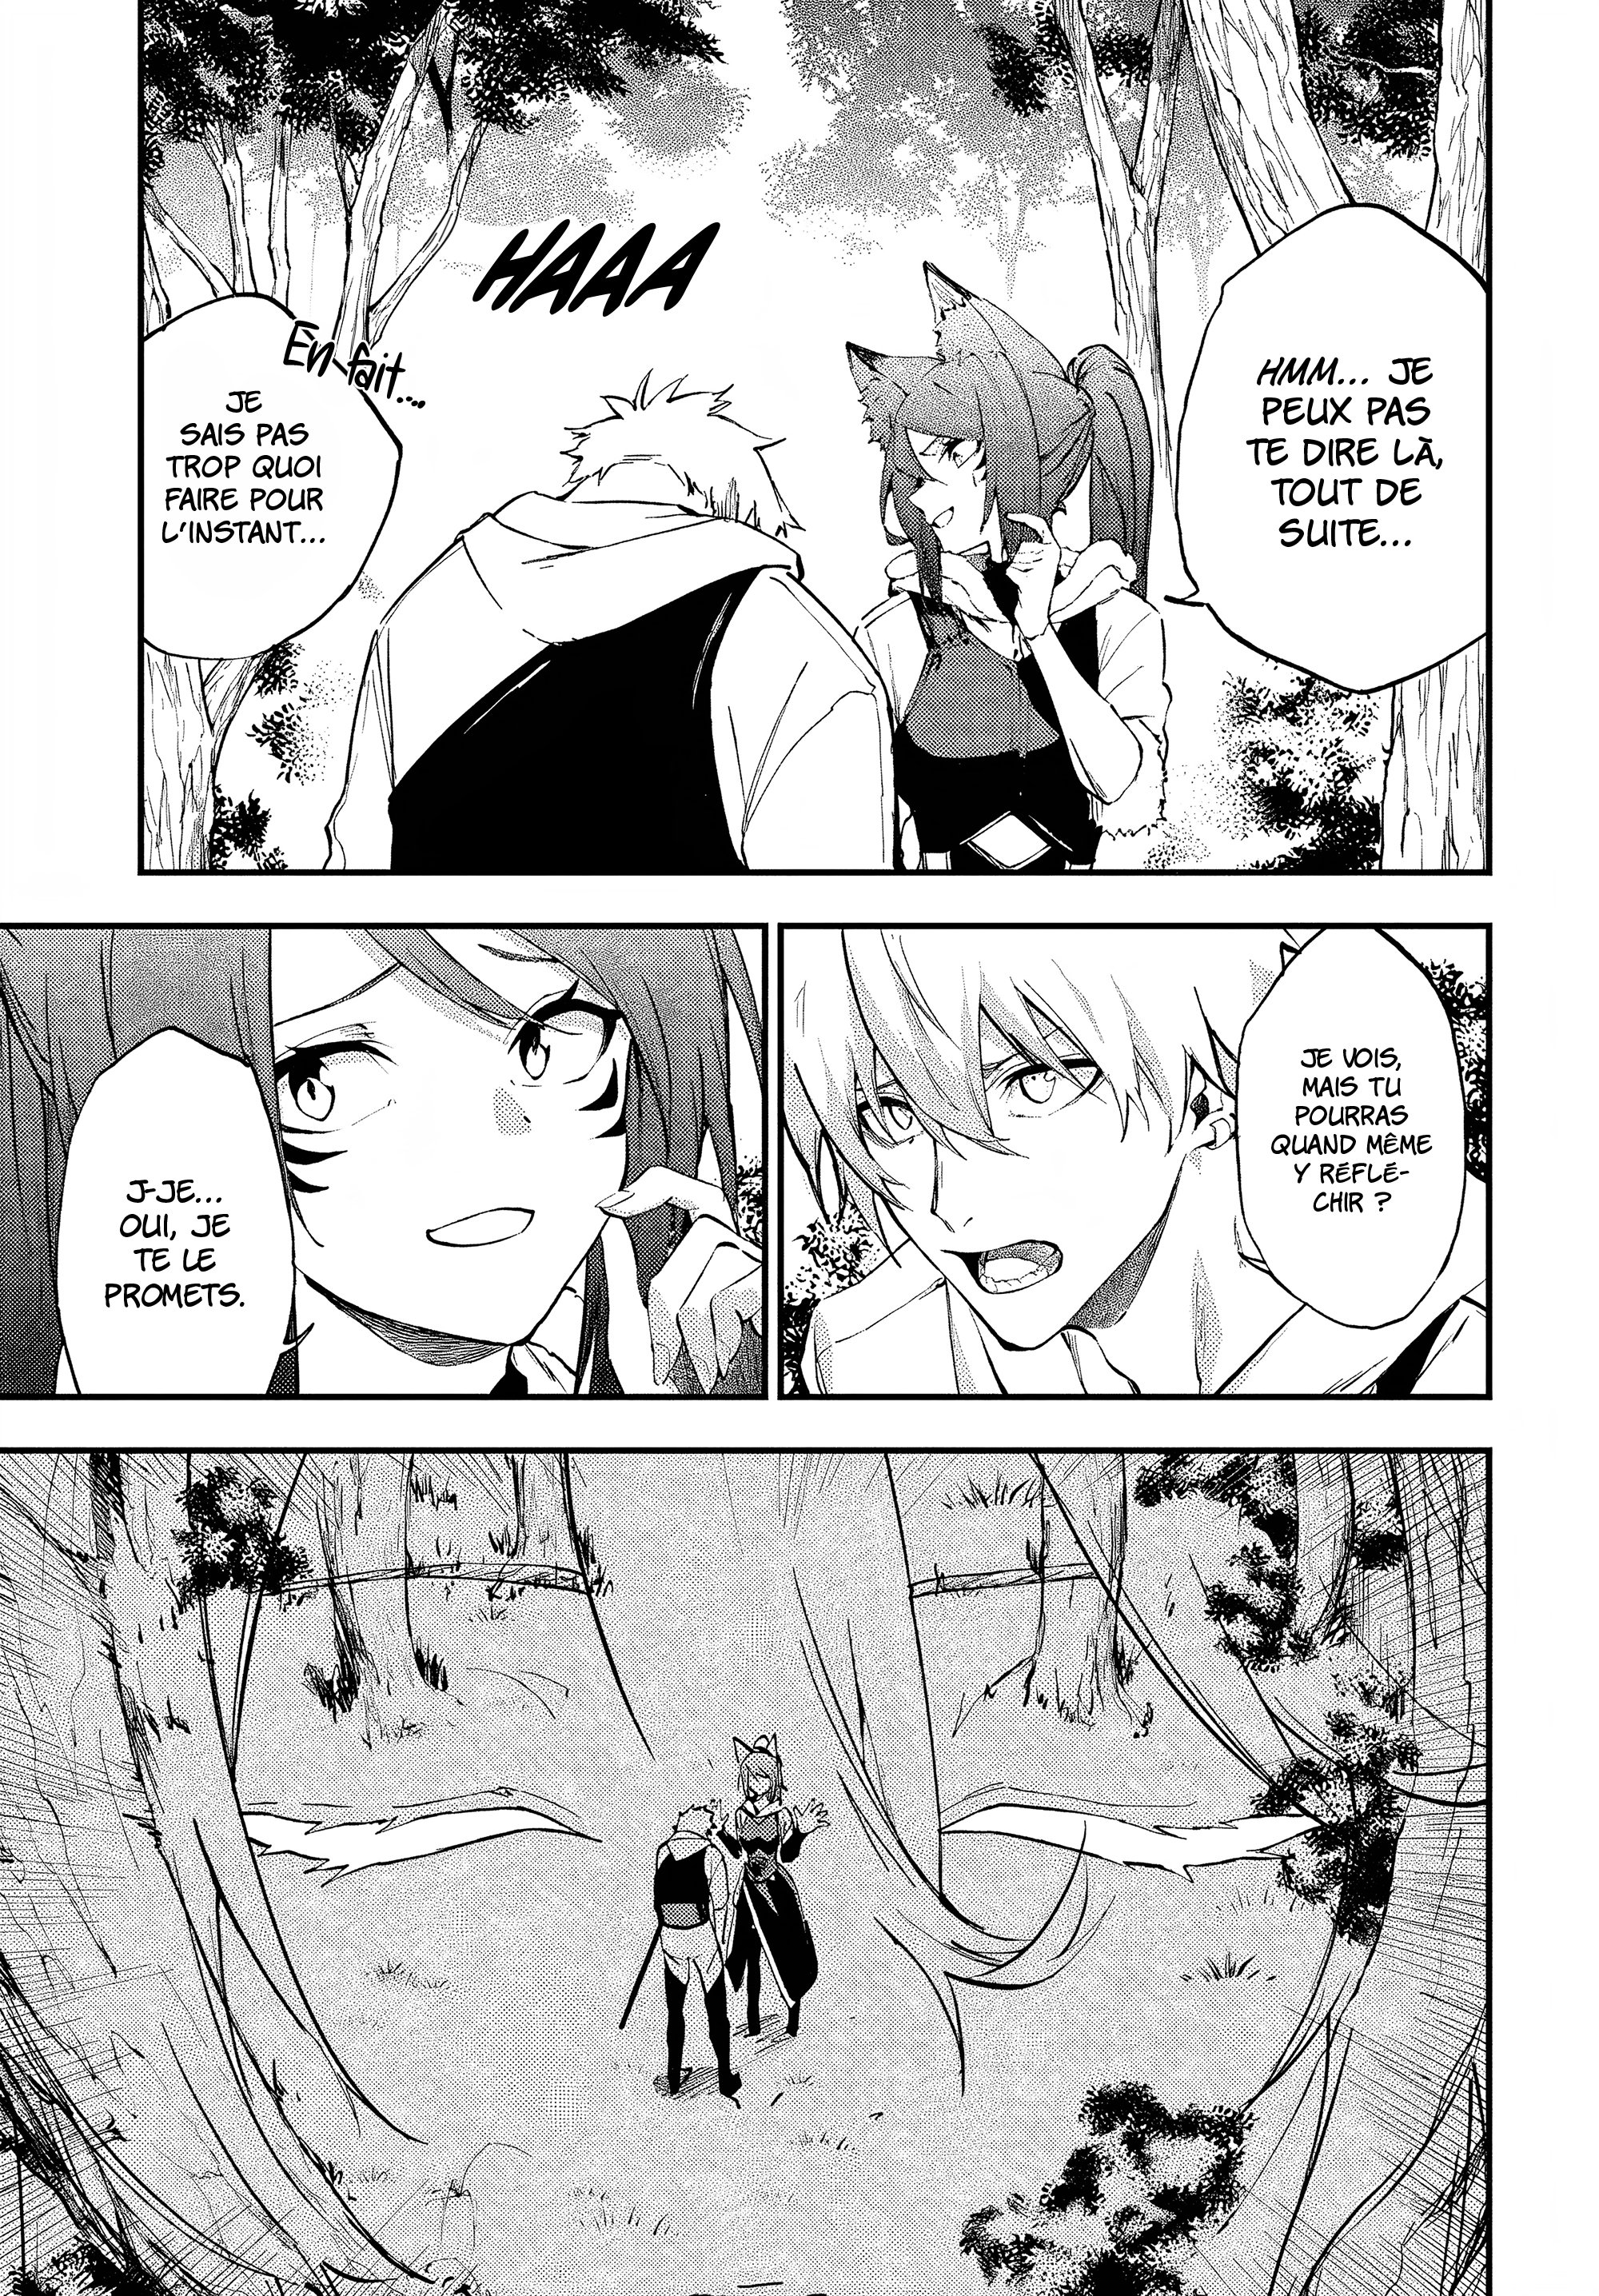 HMM... JE
PEUX PAS
TE DIRE LÀ,
TOUT DE
SUITE...
HAAA
En fait...
JE
SAIS PAS
TROP QUOI
FAIRE POUR
L'INSTANT...
JE VOIS,
MAIS TU
POURRAS
QUAND MÊME
Y RÉFLÉ-
CHIR ?
J-JE...
OUI, JE
TE LE
PROMETS.